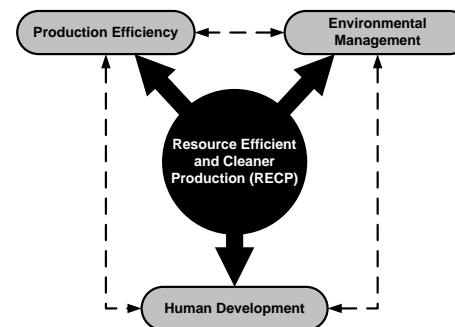 Production Efficiency
Environmental
Management
Resource Efficient
and Cleaner
Production (RECP)
Human Development